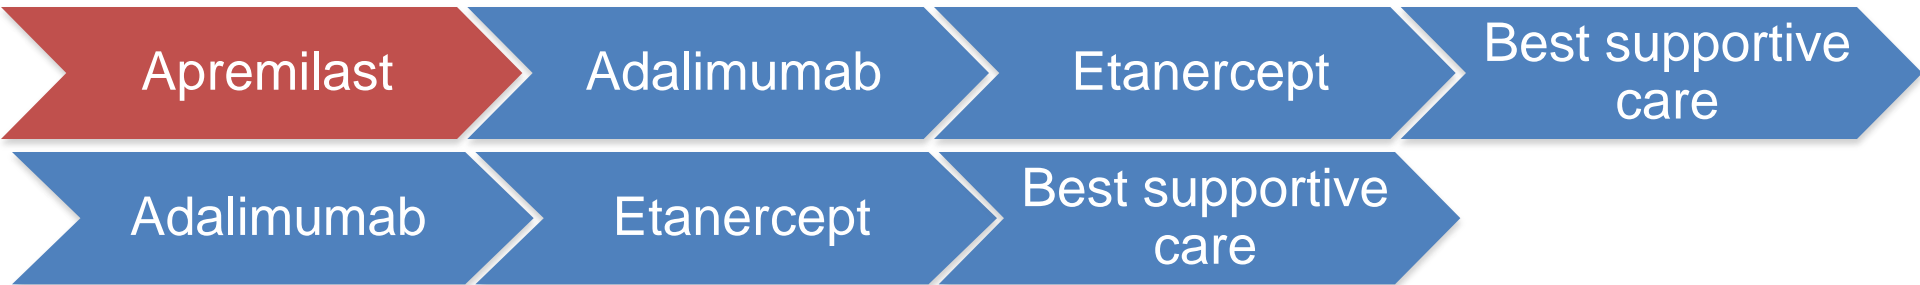 Apremilast
Adalimumab
Etanercept
Best supportive
care
Adalimumab
Etanercept
Best supportive
care